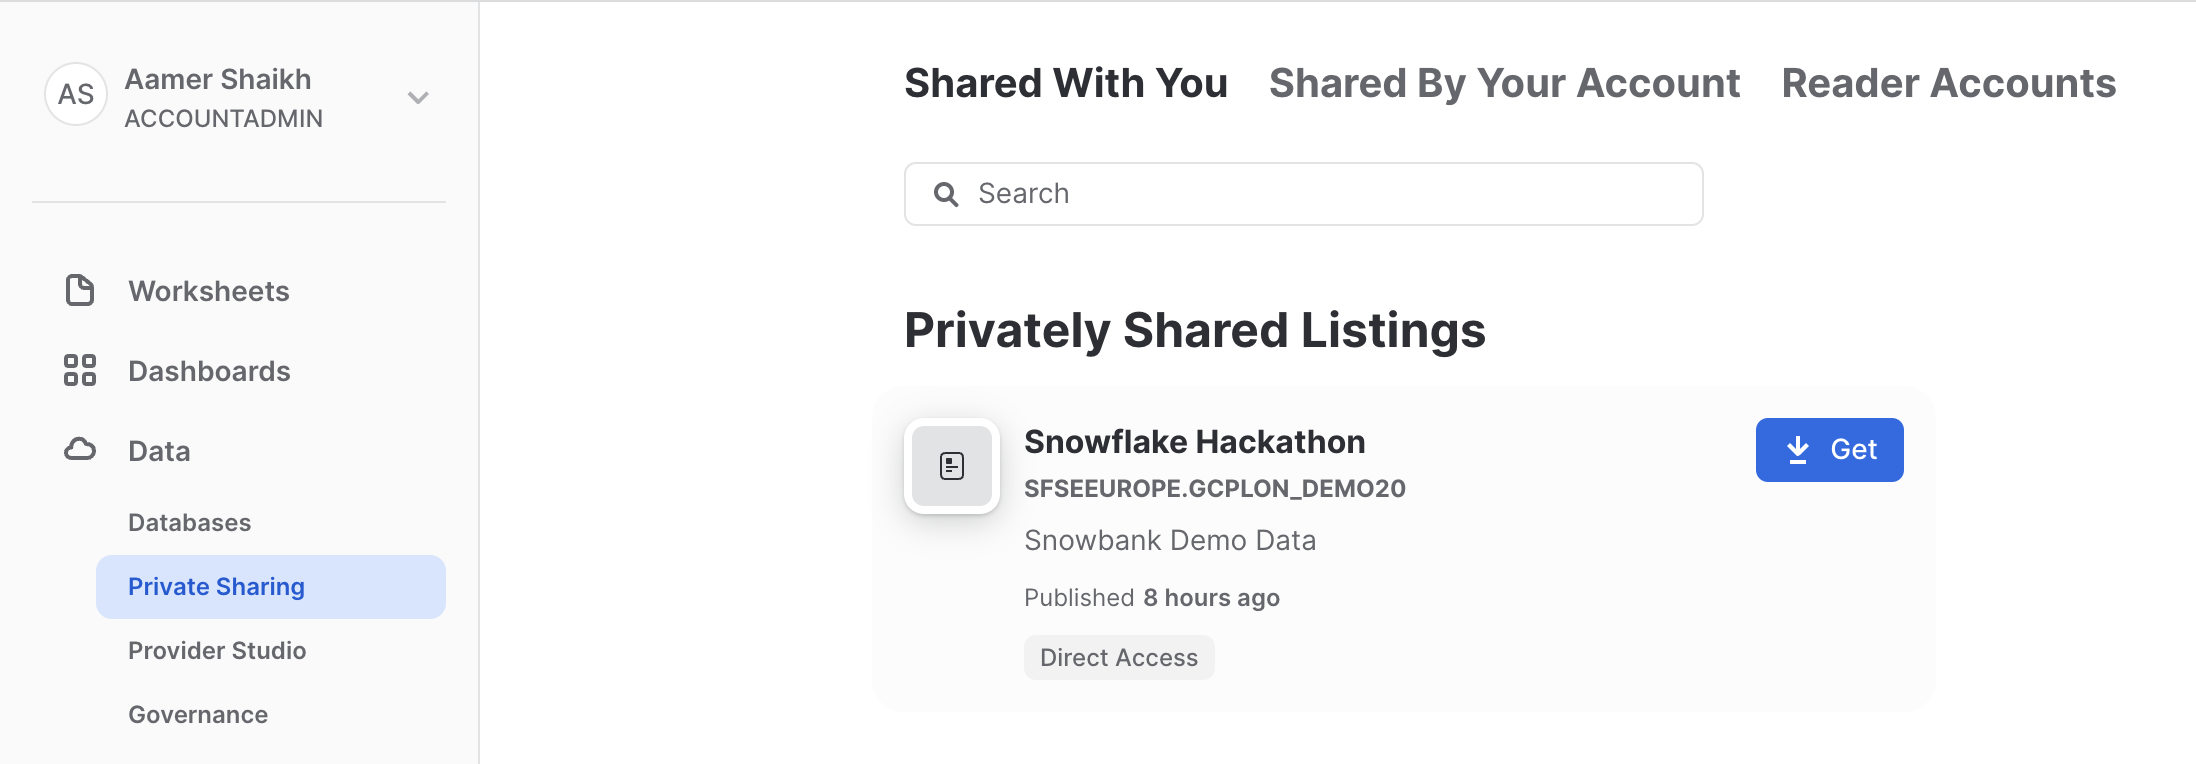 AS
Aamer Shaikh
ACCOUNTADMIN
Worksheets
Dashboards
Data
Databases
Private Sharing
Provider Studio
Governance
Shared With You Shared By Your Account Reader Accounts
Search
Privately Shared Listings
Snowflake Hackathon
Get
SFSEEUROPE.GCPLON_DEMO20
Snowbank Demo Data
Published 8 hours ago
Direct Access